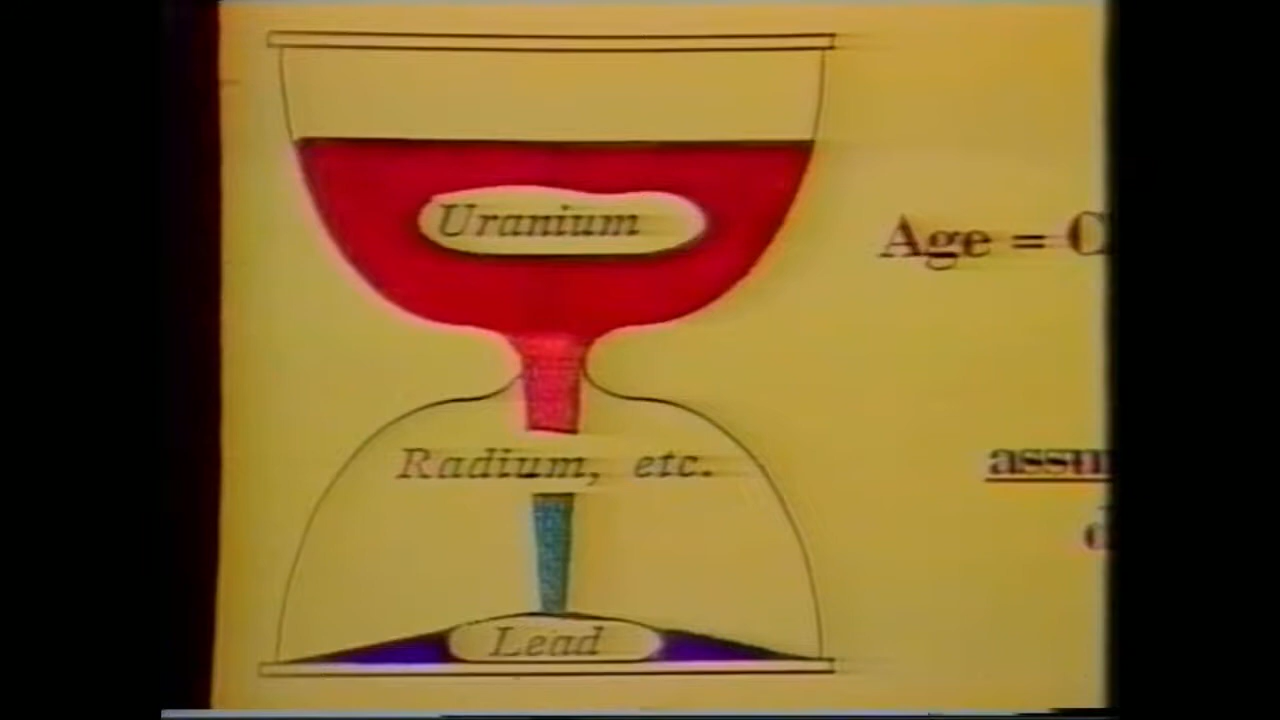 Uranium
Age =
Radium, etc.
Lead